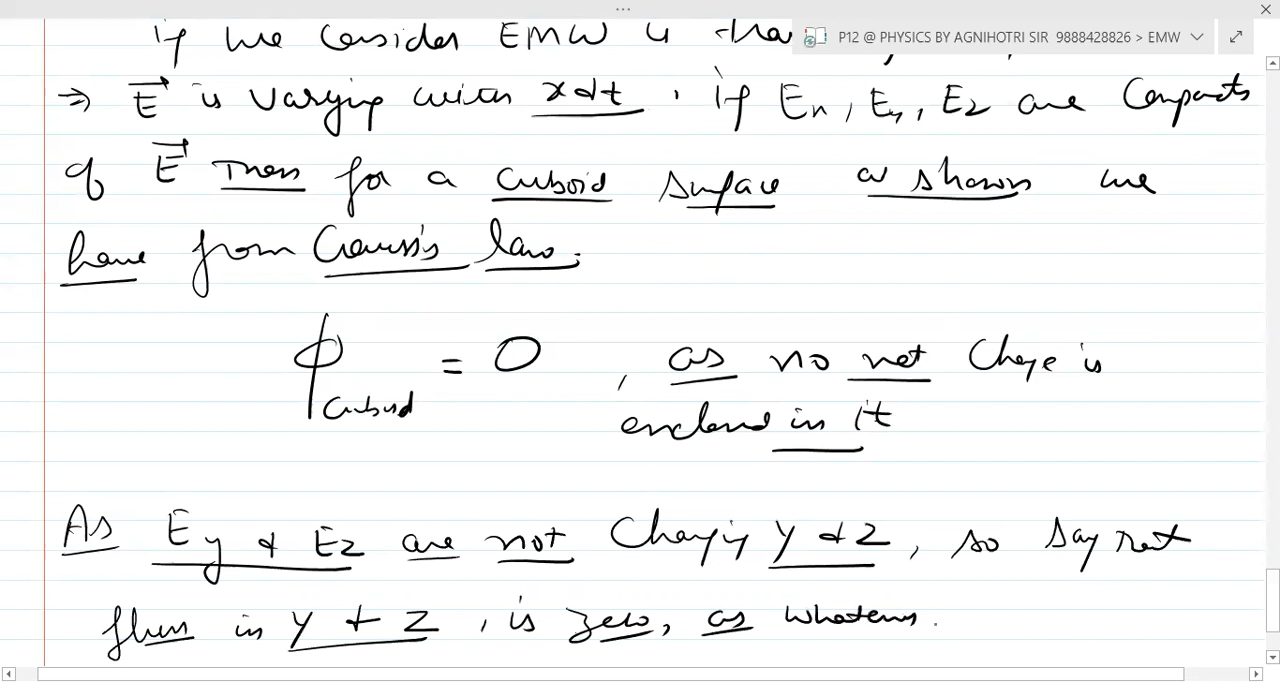 if we consider EMW is
P12 @ PHYSICS BY AGNIHOTRI SIR 9888428826 > EMW
⇒ E⃗ is varying with x & t . if Ex, Ey, Ez are
of E⃗ Then for a cuboid surface as shown we
have from Gauss's law.
ϕ cuboid = 0 , as no net charge is
enclosed in it
As Ey & Ez are not changing y & z, so say net
flux in y & z , is zero, as whatever .